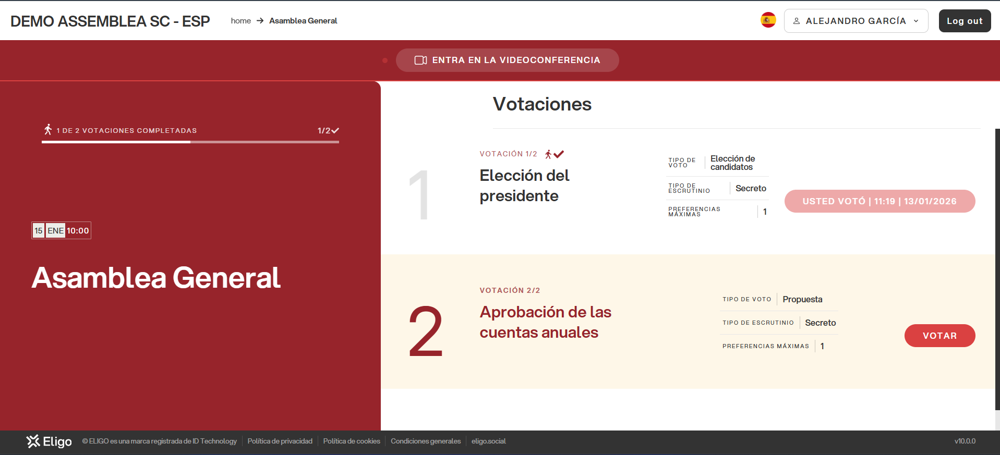 DEMO ASSEMBLEA SC - ESP
home → Asamblea General
ALEJANDRO GARCÍA
Log out
ENTRA EN LA VIDEOCONFERENCIA
1 DE 2 VOTACIONES COMPLETADAS
1/2
15 ENE 10:00
Asamblea General
Votaciones
1
VOTACIÓN 1/2
Elección del
presidente
TIPO DE
VOTO
Elección de
candidatos
TIPO DE
ESCRUTINIO
Secreto
PREFERENCIAS
MÁXIMAS
1
USTED VOTÓ | 11:19 | 13/01/2026
2
VOTACIÓN 2/2
Aprobación de las
cuentas anuales
TIPO DE VOTO
Propuesta
TIPO DE ESCRUTINIO
Secreto
PREFERENCIAS MÁXIMAS
1
VOTAR
Eligo
© ELIGO es una marca registrada de ID Technology
Política de privacidad
Política de cookies
Condiciones generales
eligo.social
v10.0.0